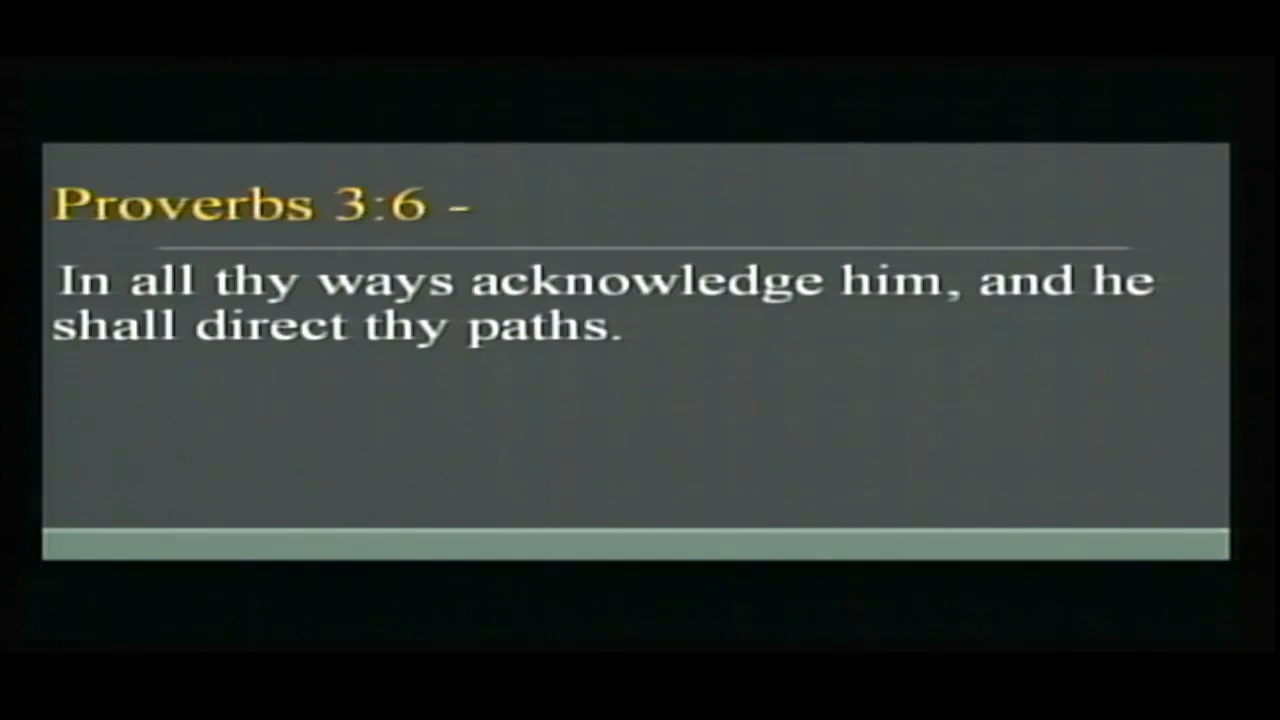 Proverbs 3:6 -
In all thy ways acknowledge him, and he
shall direct thy paths.